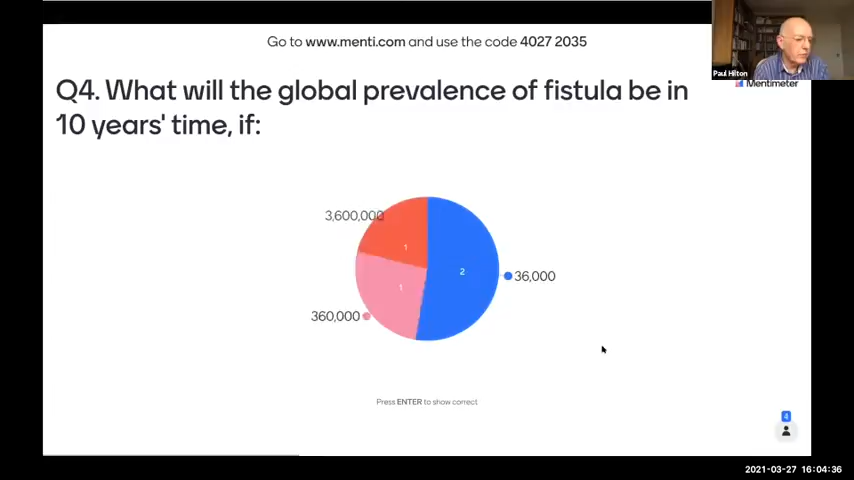 Go to www.menti.com and use the code 4027 2035
Paul Hilton
Mentimeter
Q4. What will the global prevalence of fistula be in
10 years' time, if:
3,600,000
1
2
36,000
1
360,000
Press ENTER to show correct
4
2021-03-27 16:04:36